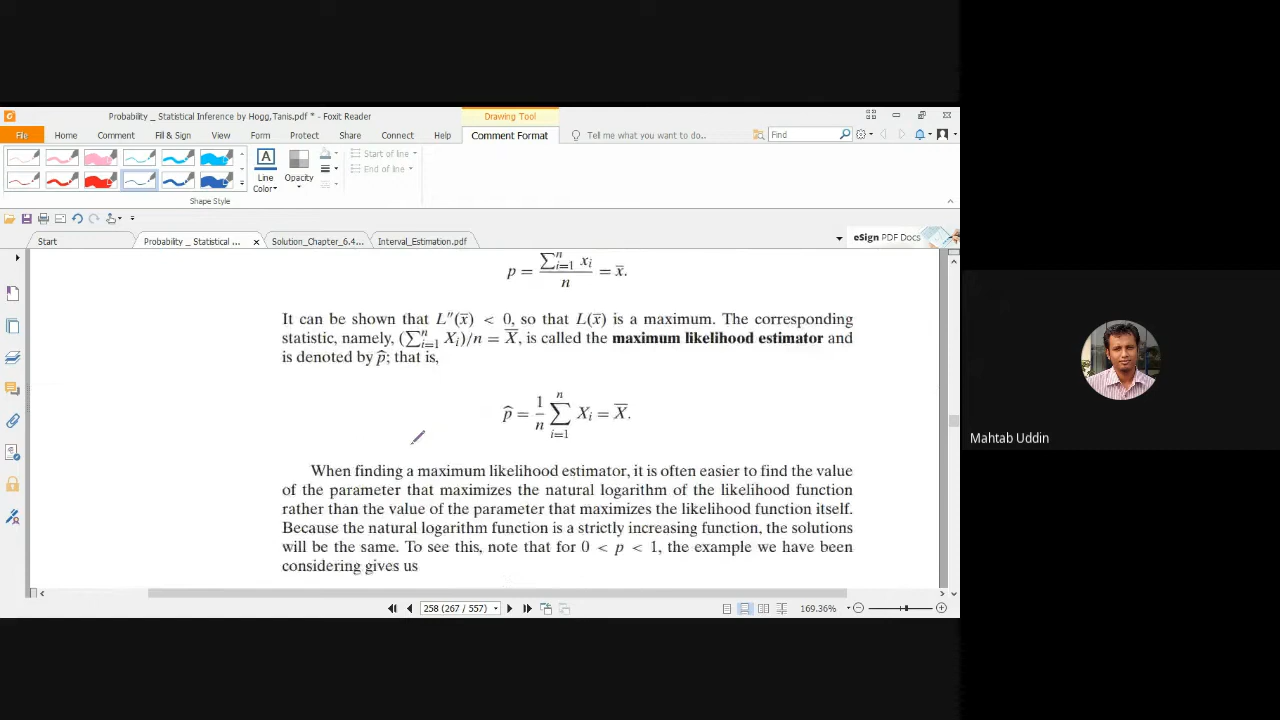 Probability _ Statistical Inference by Hogg,Tanis.pdf * - Foxit Reader
Drawing Tool
File Home Comment Fill & Sign View Form Protect Share Connect Help Comment Format Tell me what you want to do.. Find
Line Color Opacity
Start of line
End of line
Shape Style
Start Probability _ Statistical ... Solution_Chapter_6.4... Interval_Estimation.pdf eSign PDF Docs
p = ∑ⁿᵢ₌₁ xᵢ / n = x̄.
It can be shown that L″(x̄) < 0, so that L(x̄) is a maximum. The corresponding
statistic, namely, (∑ⁿᵢ₌₁ Xᵢ)/n = X̄, is called the maximum likelihood estimator and
is denoted by p̂; that is,
p̂ = 1/n ∑ⁿᵢ₌₁ Xᵢ = X̄.
When finding a maximum likelihood estimator, it is often easier to find the value
of the parameter that maximizes the natural logarithm of the likelihood function
rather than the value of the parameter that maximizes the likelihood function itself.
Because the natural logarithm function is a strictly increasing function, the solutions
will be the same. To see this, note that for 0 < p < 1, the example we have been
considering gives us
258 (267 / 557) 169.36%
Mahtab Uddin